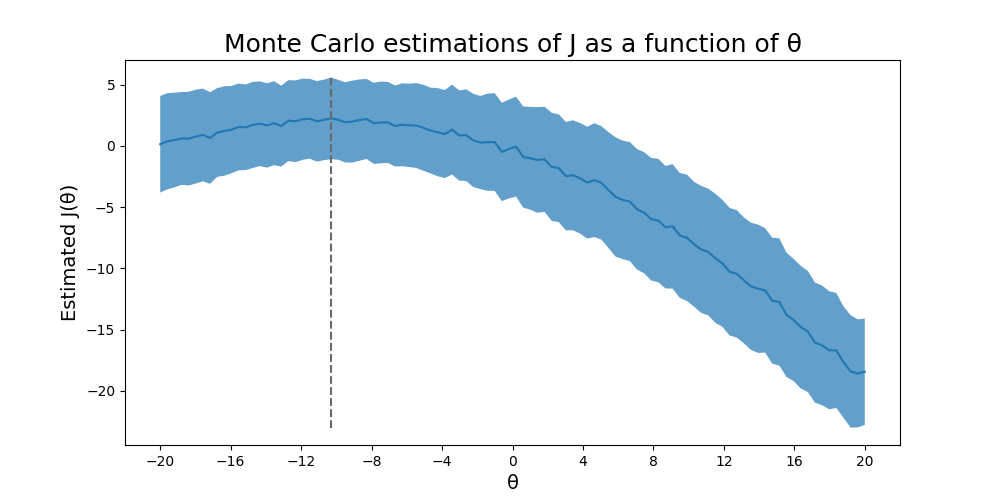 Monte Carlo estimations of J as a function of θ
Estimated J(θ)
5
0
−5
−10
−15
−20
−20 −16 −12 −8 −4 0 4 8 12 16 20
θ